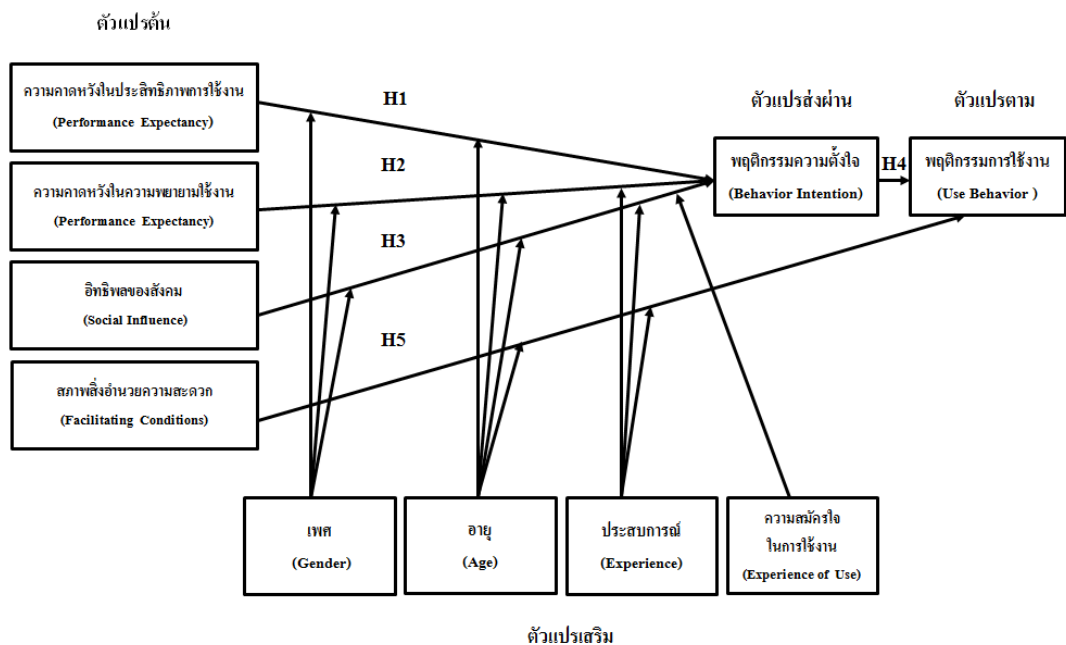 ตัวแปรต้น
ความคาดหวังในประสิทธิภาพการใช้งาน
(Performance Expectancy)
H1
ตัวแปรส่งผ่าน
ตัวแปรตาม
ความคาดหวังในความพยายามใช้งาน
(Performance Expectancy)
H2
พฤติกรรมความตั้งใจ
(Behavior Intention)
H4
พฤติกรรมการใช้งาน
(Use Behavior )
อิทธิพลของสังคม
(Social Influence)
H3
สภาพสิ่งอำนวยความสะดวก
(Facilitating Conditions)
H5
เพศ
(Gender)
อายุ
(Age)
ประสบการณ์
(Experience)
ความสมัครใจ
ในการใช้งาน
(Experience of Use)
ตัวแปรเสริม